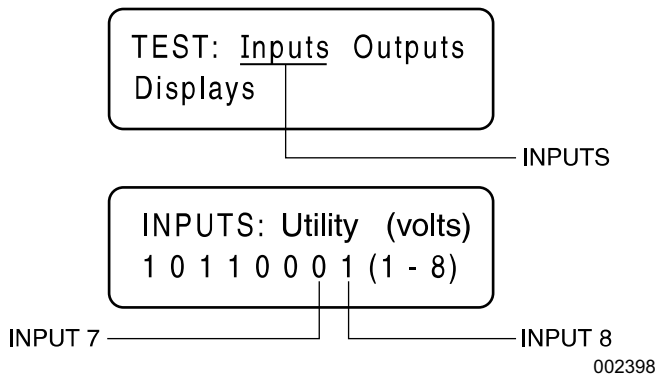 TEST: Inputs Outputs
Displays
INPUTS
INPUTS: Utility (volts)
1 0 1 1 0 0 0 1 (1 - 8)
INPUT 7
INPUT 8
002398